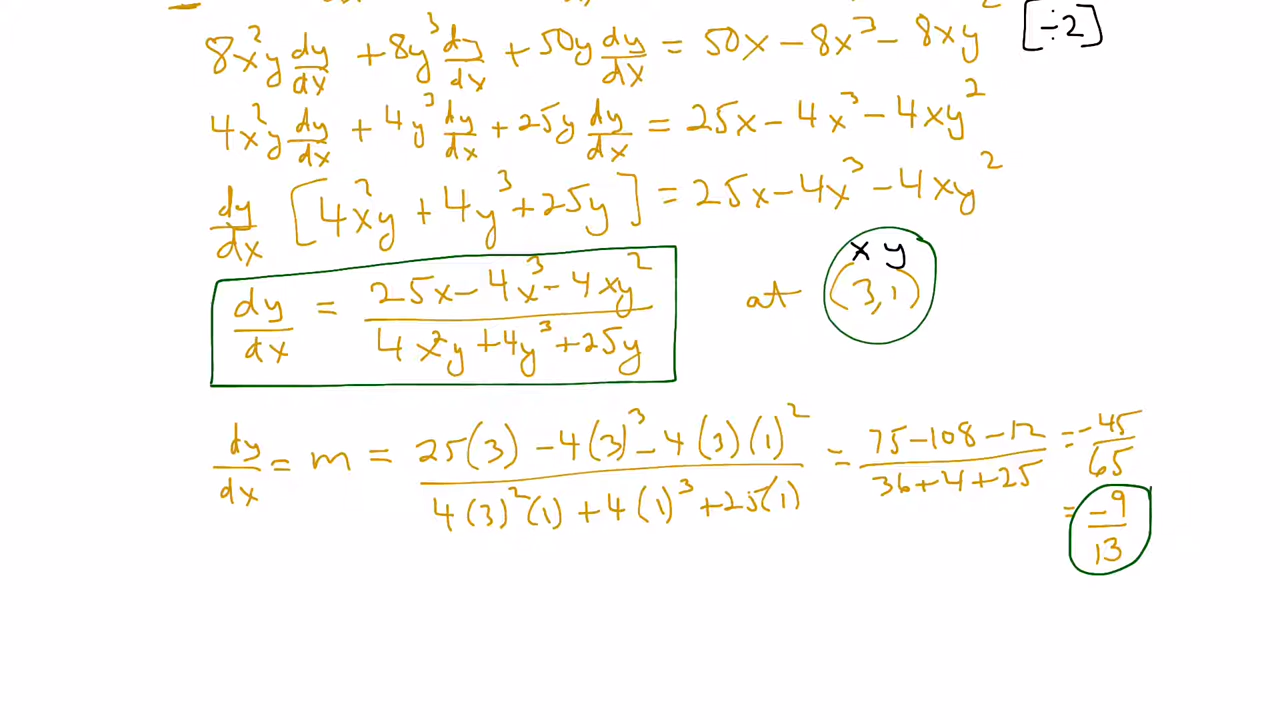 8x²y dy/dx + 8y³ dy/dx + 50y dy/dx = 50x - 8x³ - 8xy² [÷2]
4x²y dy/dx + 4y³ dy/dx + 25y dy/dx = 25x - 4x³ - 4xy²
dy/dx [4x²y + 4y³ + 25y] = 25x - 4x³ - 4xy²
x y
dy/dx = (25x - 4x³ - 4xy²)/(4x²y + 4y³ + 25y) at (3,1)
dy/dx = m = (25(3) - 4(3)³ - 4(3)(1)²)/(4(3)²(1) + 4(1)³ + 25(1)) = (75 - 108 - 12)/(36 + 4 + 25) = -45/65
= -9/13